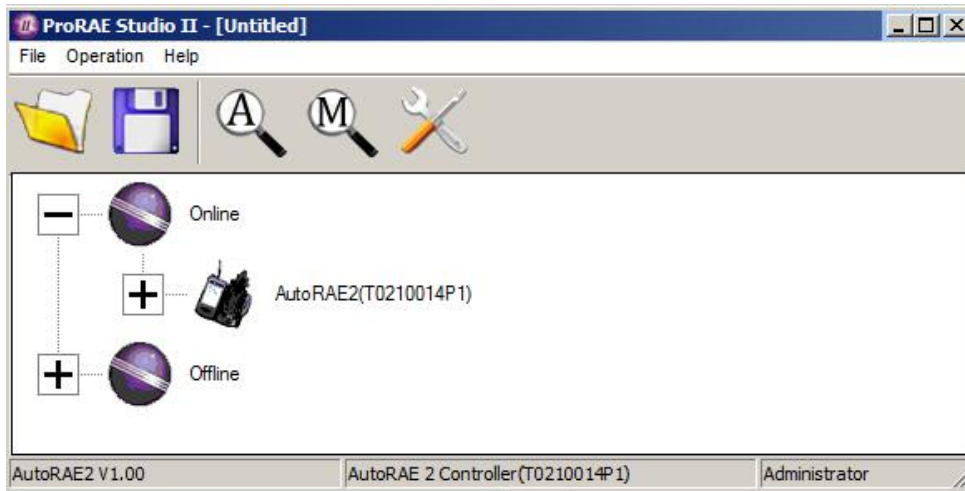 ProRAE Studio II - [Untitled]
File Operation Help
A M
Online
AutoRAE2(T0210014P1)
Offline
AutoRAE2 V1.00 AutoRAE 2 Controller(T0210014P1) Administrator